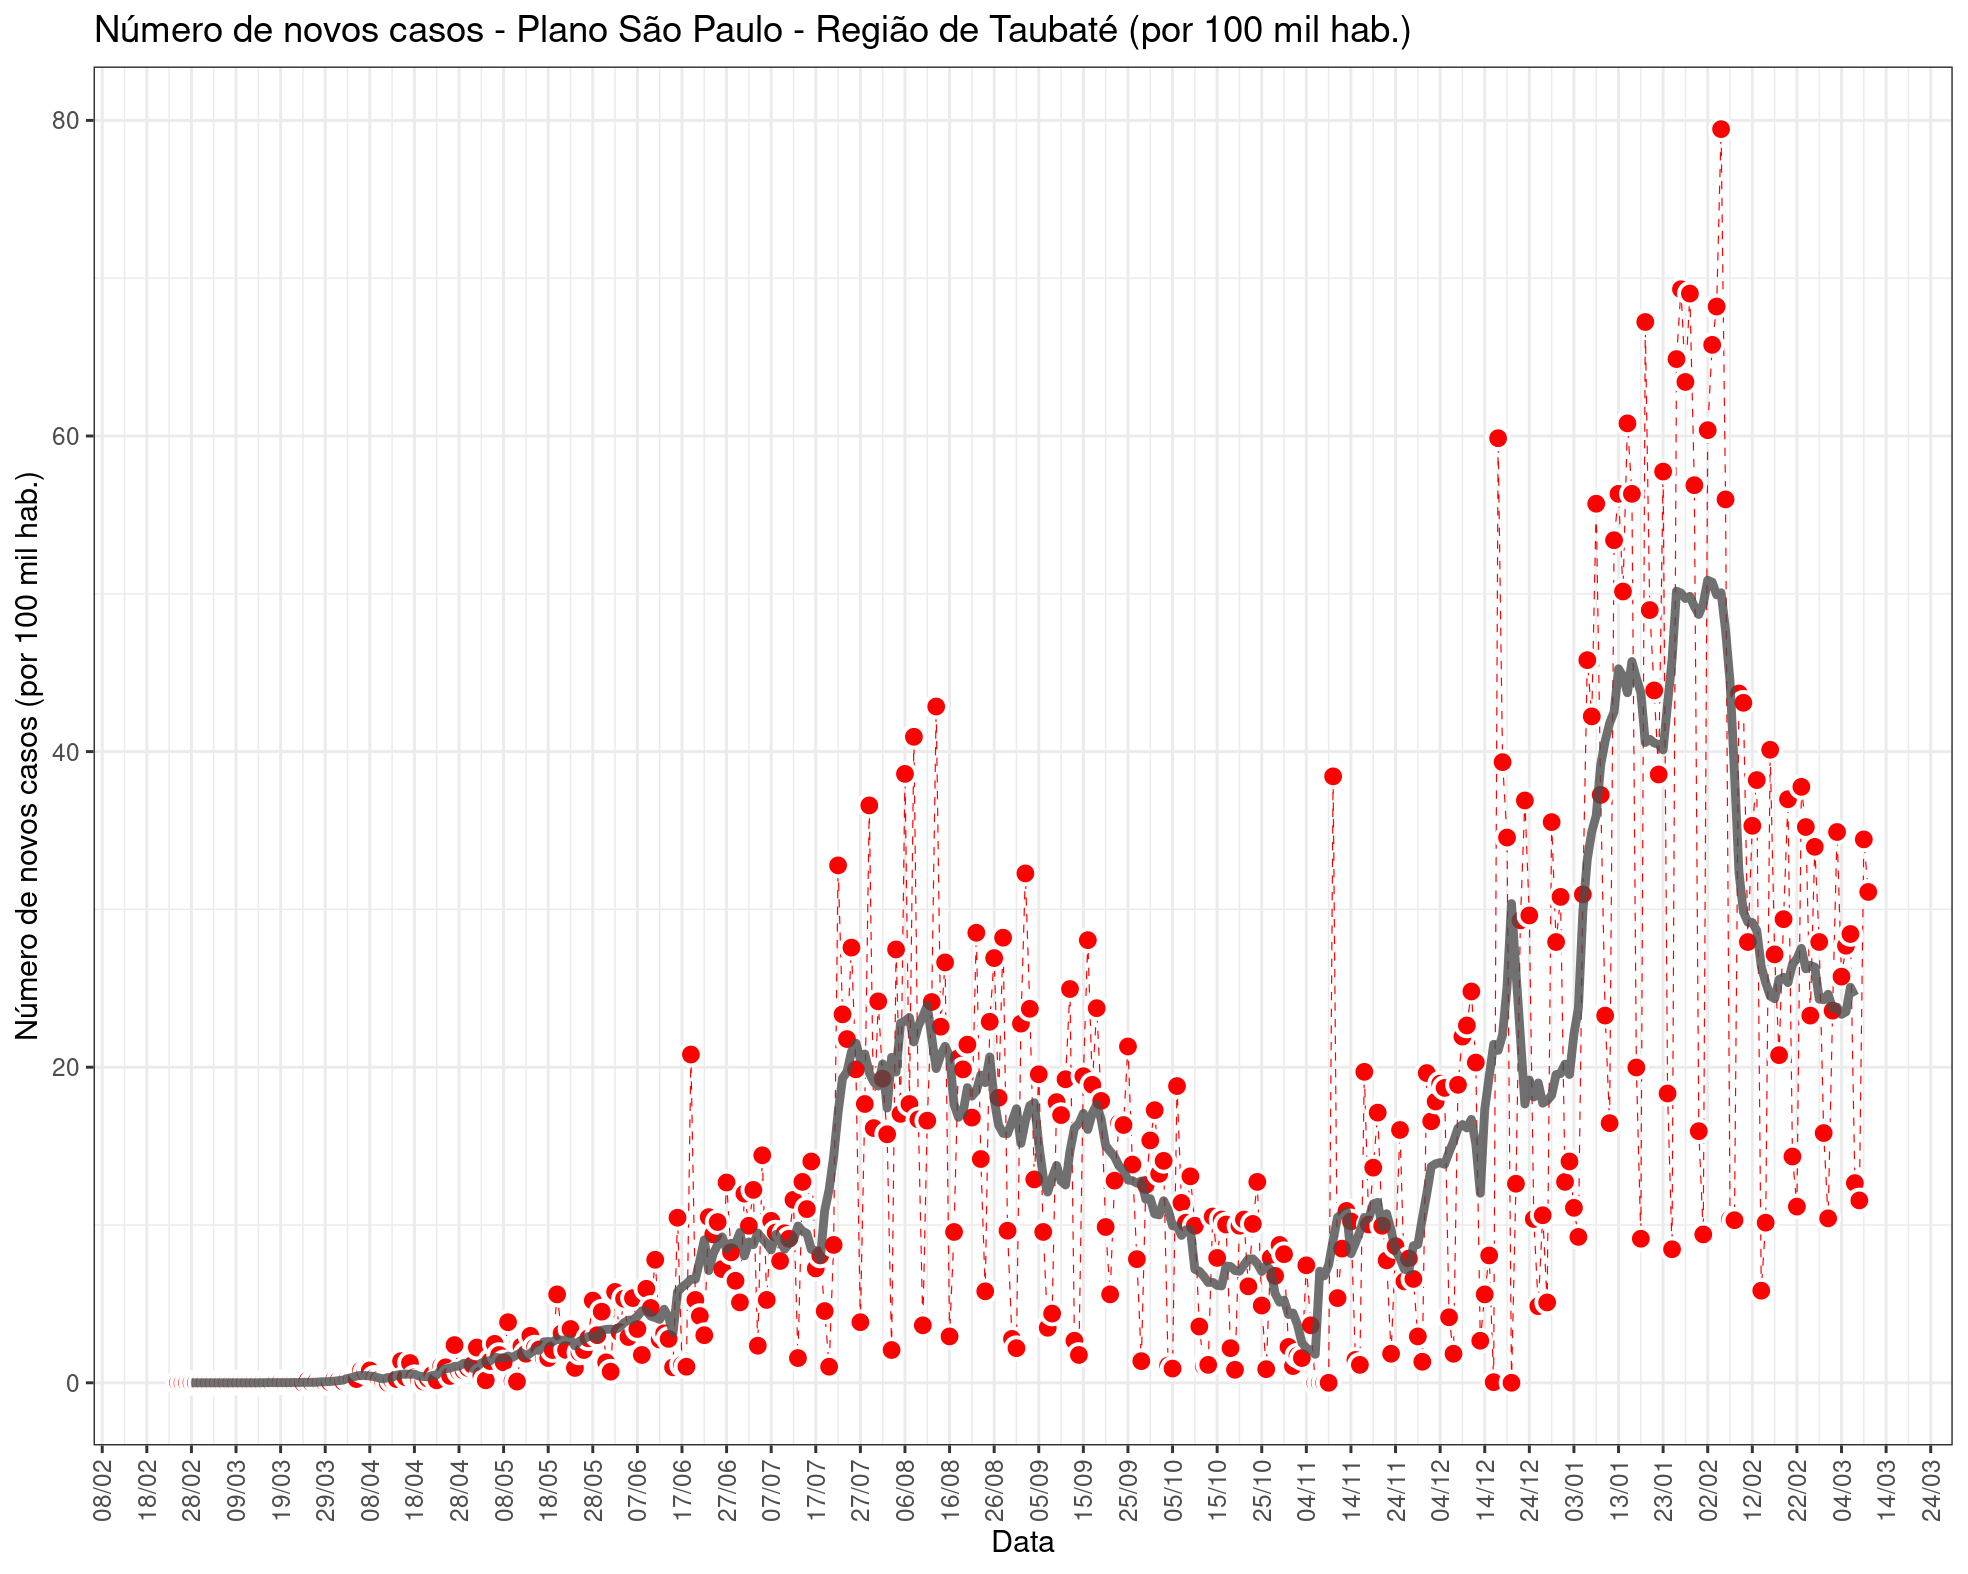 Número de novos casos - Plano São Paulo - Região de Taubaté (por 100 mil hab.)
Número de novos casos (por 100 mil hab.)
80
60
40
20
0
08/02 18/02 28/02 09/03 19/03 29/03 08/04 18/04 28/04 08/05 18/05 28/05 07/06 17/06 27/06 07/07 17/07 27/07 06/08 16/08 26/08 05/09 15/09 25/09 05/10 15/10 25/10 04/11 14/11 24/11 04/12 14/12 24/12 03/01 13/01 23/01 02/02 12/02 22/02 04/03 14/03 24/03
Data